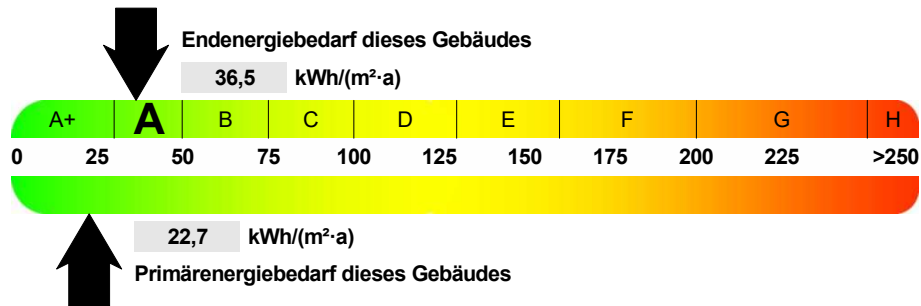 Endenergiebedarf dieses Gebäudes
36,5 kWh/(m²·a)
A+ A B C D E F G H
0 25 50 75 100 125 150 175 200 225 >250
22,7 kWh/(m²·a)
Primärenergiebedarf dieses Gebäudes